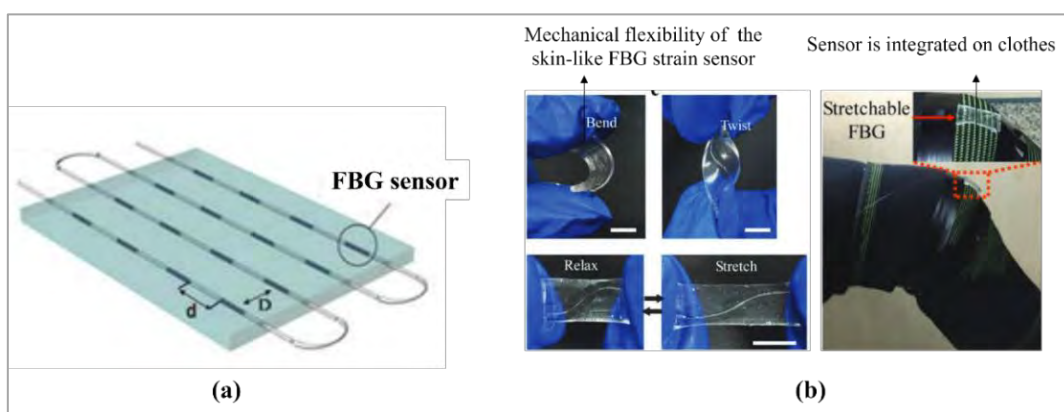 Mechanical flexibility of the
skin-like FBG strain sensor
Sensor is integrated on clothes
FBG sensor
d
D
Bend
Twist
Relax
Stretch
Stretchable
FBG
(a)
(b)